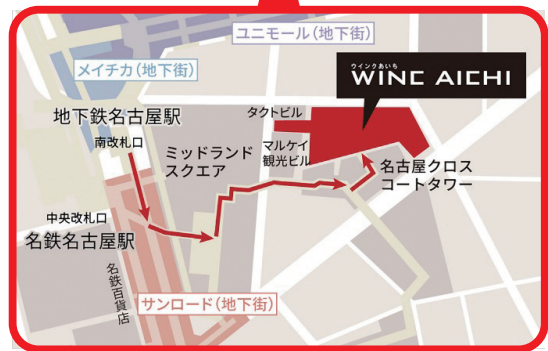 ユニモール(地下街)
ウインクあいち
WINC AICHI
メイチカ(地下街)
地下鉄名古屋駅
南改札口
タクトビル
ミッドランド
スクエア
マルケイ
観光ビル
名古屋クロス
コートタワー
中央改札口
名鉄名古屋駅
名鉄百貨店
サンロード(地下街)